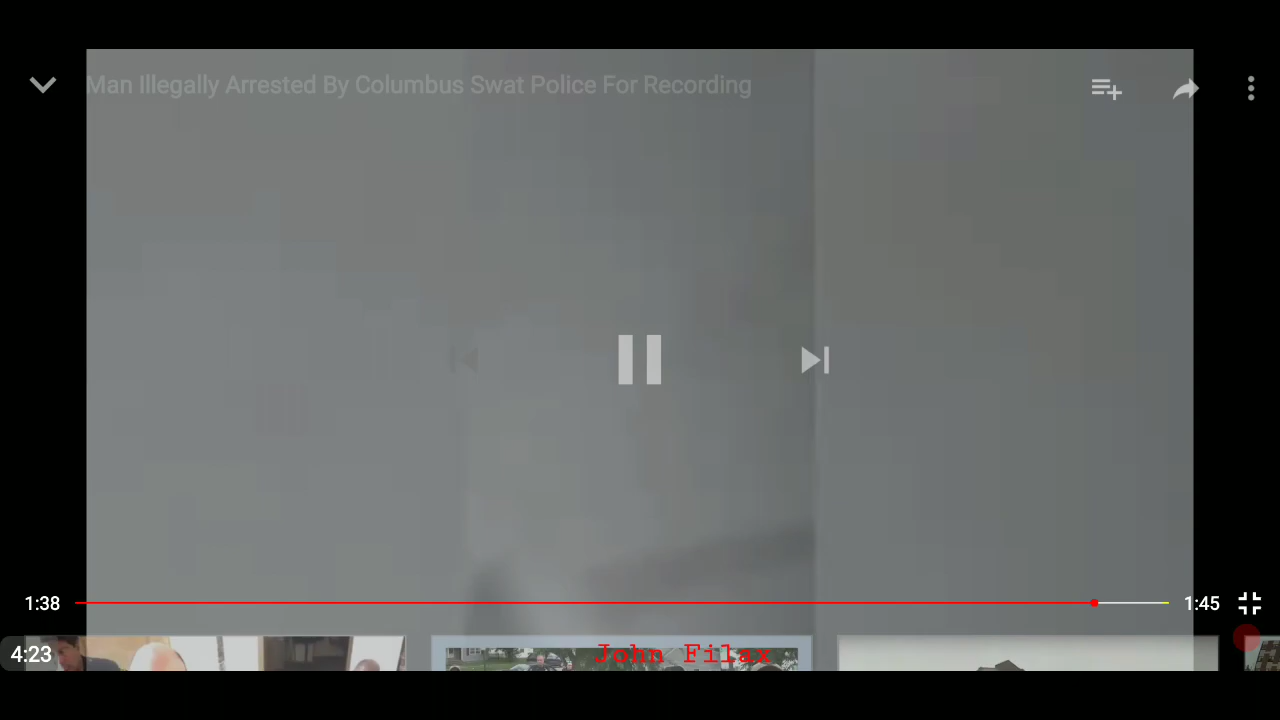 Man Illegally Arrested By Columbus Swat Police For Recording
1:38
1:45
4:23
John Filax